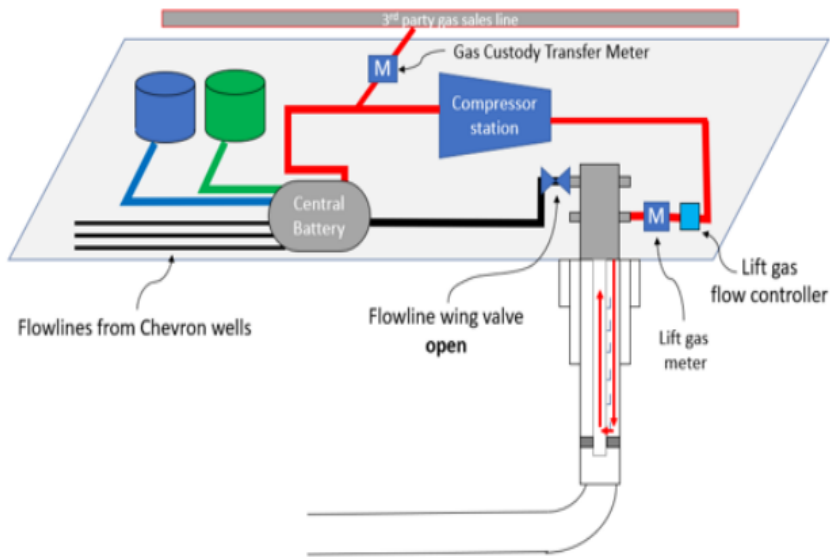 3rd party gas sales line
M
Gas Custody Transfer Meter
Compressor
station
Central
Battery
M
Lift gas
flow controller
Flowlines from Chevron wells
Flowline wing valve
open
Lift gas
meter